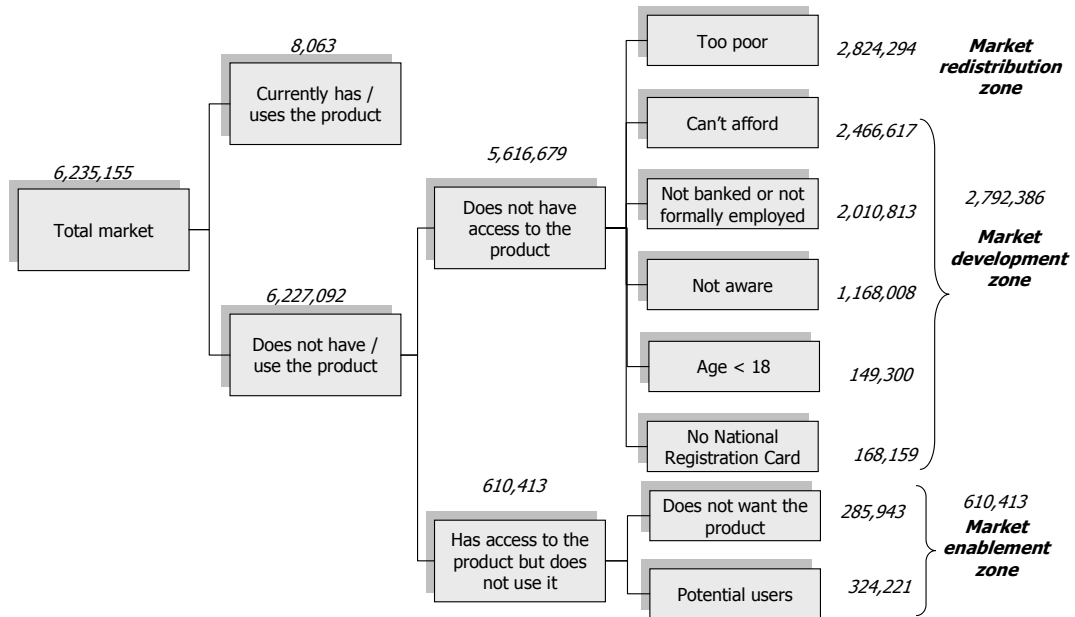 8,063
Currently has /
uses the product
6,235,155
Total market
6,227,092
Does not have /
use the product
5,616,679
Does not have
access to the
product
610,413
Has access to the
product but does
not use it
Too poor
2,824,294
Market
redistribution
zone
Can't afford
2,466,617
Not banked or not
formally employed
2,010,813
Not aware
1,168,008
Age < 18
149,300
No National
Registration Card
168,159
2,792,386
Market
development
zone
Does not want the
product
285,943
Potential users
324,221
610,413
Market
enablement
zone